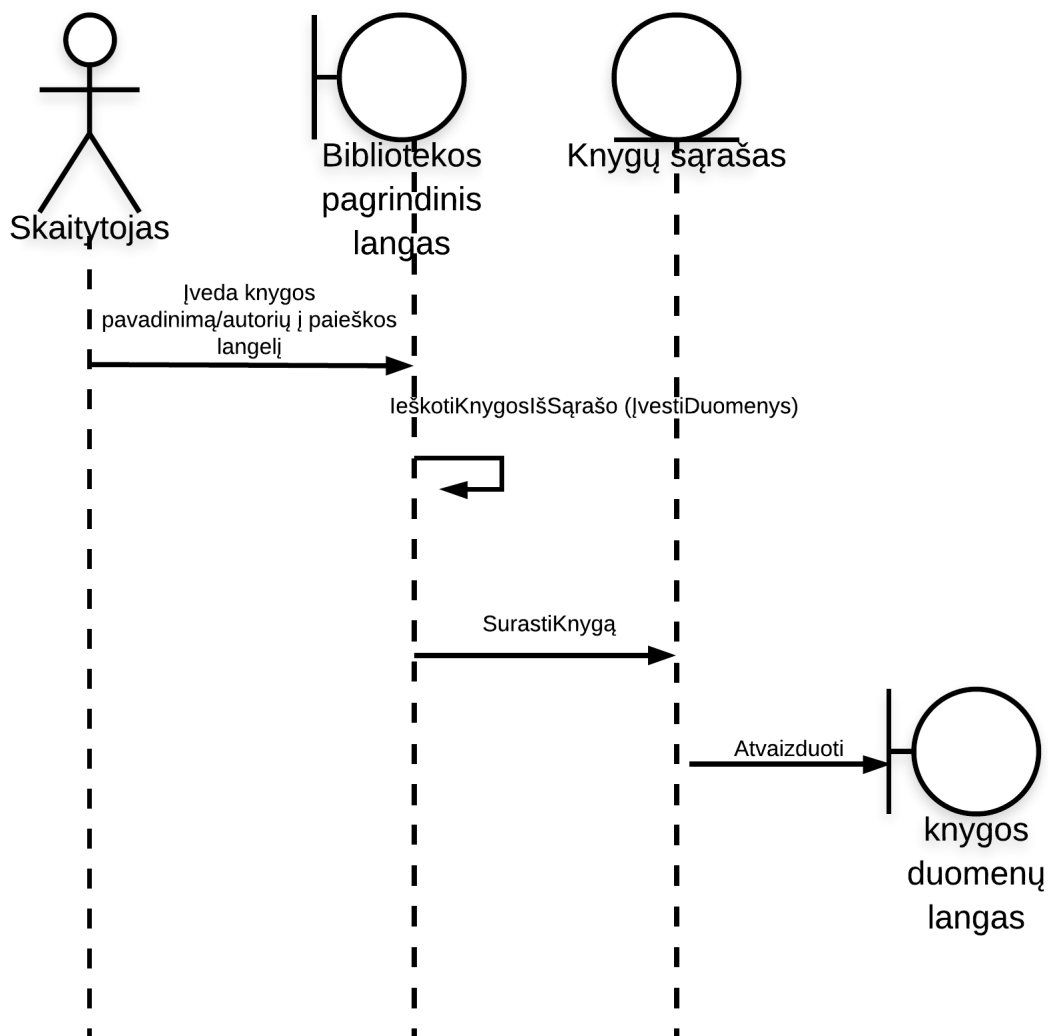 Skaitytojas
Bibliotekos
pagrindinis
langas
Knygų sąrašas
Įveda knygos
pavadinimą/autorių į paieškos
langelį
IeškotiKnygosIšSąrašo (ĮvestiDuomenys)
SurastiKnygą
Atvaizduoti
knygos
duomenų
langas